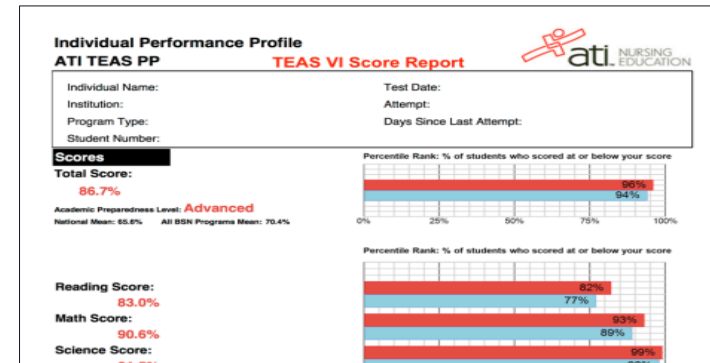 Individual Performance Profile
ATI TEAS PP
TEAS VI Score Report
ati NURSING EDUCATION
Individual Name:
Test Date:
Institution:
Attempt:
Program Type:
Days Since Last Attempt:
Student Number:
Scores
Percentile Rank: % of students who scored at or below your score
Total Score:
96%
86.7%
94%
Academic Preparedness Level: Advanced
National Mean: 65.8% All BSN Programs Mean: 70.4%
0% 25% 50% 75% 100%
Percentile Rank: % of students who scored at or below your score
Reading Score:
82%
83.0%
77%
Math Score:
93%
90.6%
89%
Science Score:
99%